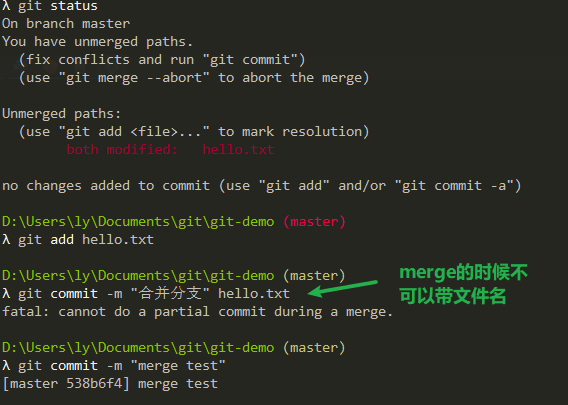 λ git status
On branch master
You have unmerged paths.
  (fix conflicts and run "git commit")
  (use "git merge --abort" to abort the merge)
Unmerged paths:
  (use "git add <file>..." to mark resolution)
        both modified:   hello.txt
no changes added to commit (use "git add" and/or "git commit -a")
D:\Users\ly\Documents\git\git-demo (master)
λ git add hello.txt
D:\Users\ly\Documents\git\git-demo (master)
λ git commit -m "合并分支" hello.txt
fatal: cannot do a partial commit during a merge.
merge的时候不
可以带文件名
D:\Users\ly\Documents\git\git-demo (master)
λ git commit -m "merge test"
[master 538b6f4] merge test